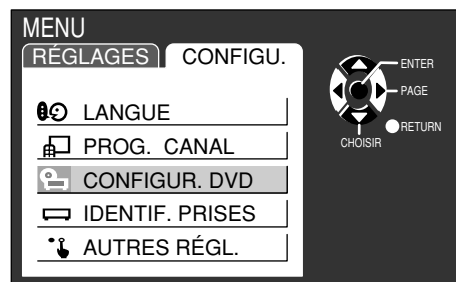 MENU
RÉGLAGES CONFIGU.
LANGUE
PROG. CANAL
CONFIGUR. DVD
IDENTIF. PRISES
AUTRES RÉGL.
ENTER
PAGE
RETURN
CHOISIR